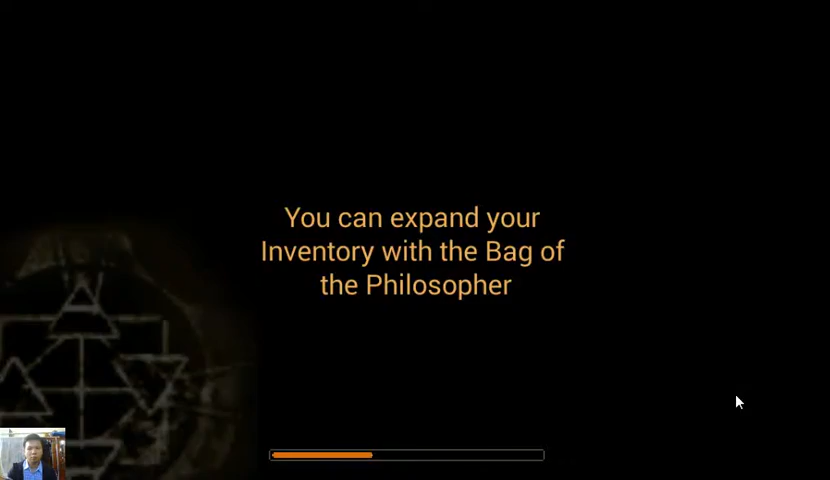 You can expand your
Inventory with the Bag of
the Philosopher